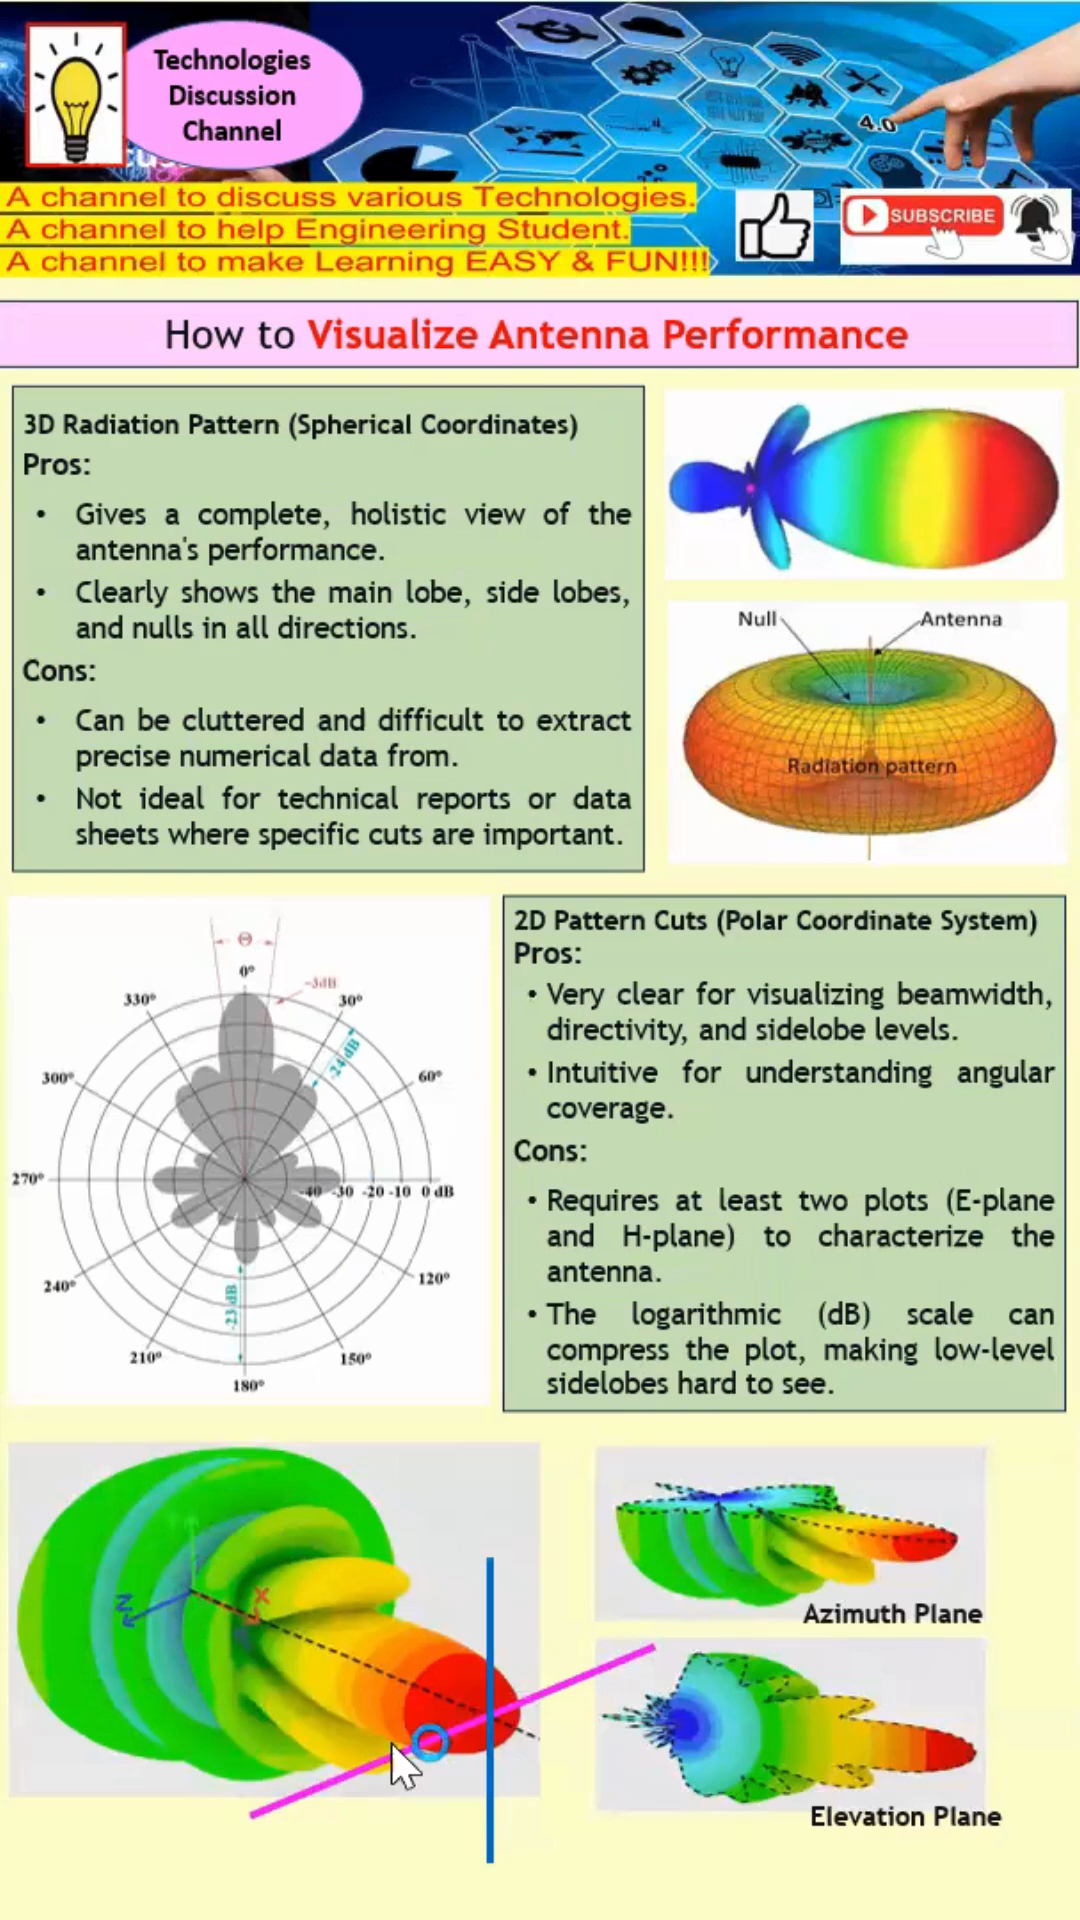 Technologies
Discussion
Channel
4.0
A channel to discuss various Technologies.
A channel to help Engineering Student.
A channel to make Learning EASY & FUN!!!
SUBSCRIBE
How to Visualize Antenna Performance
3D Radiation Pattern (Spherical Coordinates)
Pros:
• Gives a complete, holistic view of the
antenna's performance.
• Clearly shows the main lobe, side lobes,
and nulls in all directions.
Cons:
• Can be cluttered and difficult to extract
precise numerical data from.
• Not ideal for technical reports or data
sheets where specific cuts are important.
Null
Antenna
Radiation pattern
Θ
0°
-3dB
330°
30°
-24 dB
300°
60°
270°
-40 -30 -20 -10 0 dB
240°
120°
-23 dB
210°
150°
180°
2D Pattern Cuts (Polar Coordinate System)
Pros:
• Very clear for visualizing beamwidth,
directivity, and sidelobe levels.
• Intuitive for understanding angular
coverage.
Cons:
• Requires at least two plots (E-plane
and H-plane) to characterize the
antenna.
• The logarithmic (dB) scale can
compress the plot, making low-level
sidelobes hard to see.
Z
X
Azimuth Plane
Elevation Plane